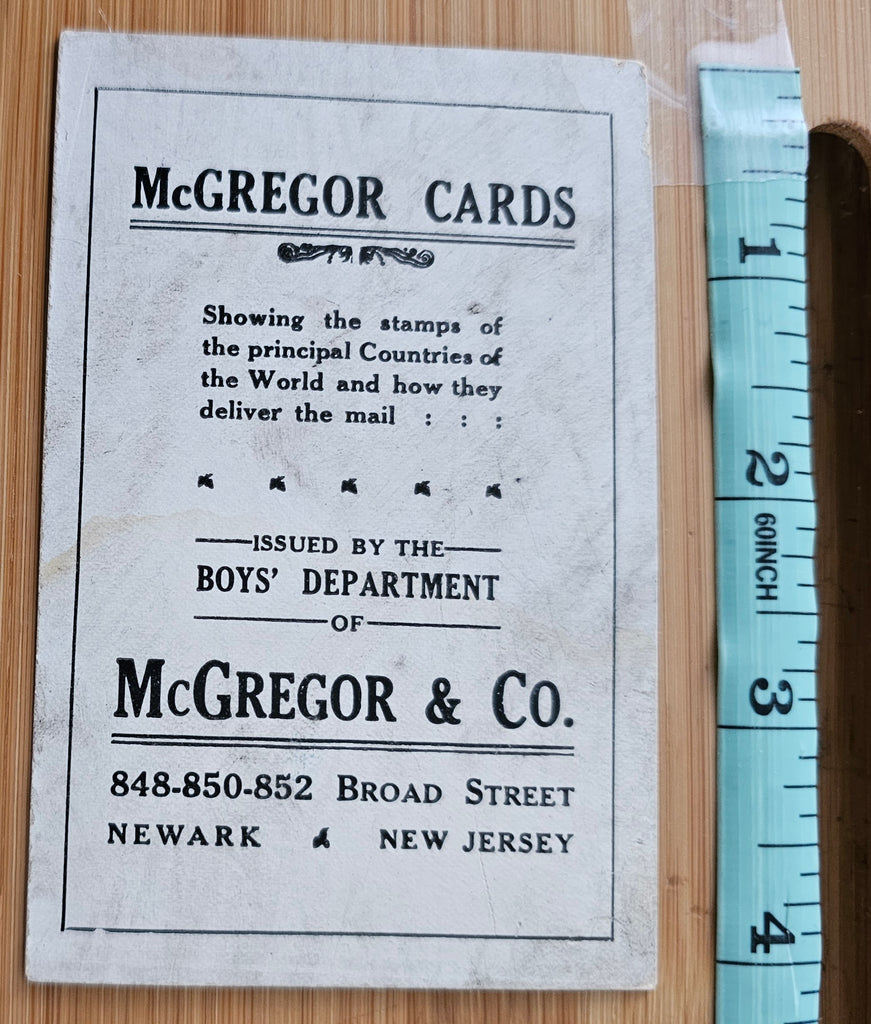 McGREGOR CARDS
Showing the stamps of
the principal Countries of
the World and how they
deliver the mail : : :
ISSUED BY THE
BOYS' DEPARTMENT
OF
McGREGOR & Co.
848-850-852 BROAD STREET
NEWARK NEW JERSEY
1
2
60INCH
3
4